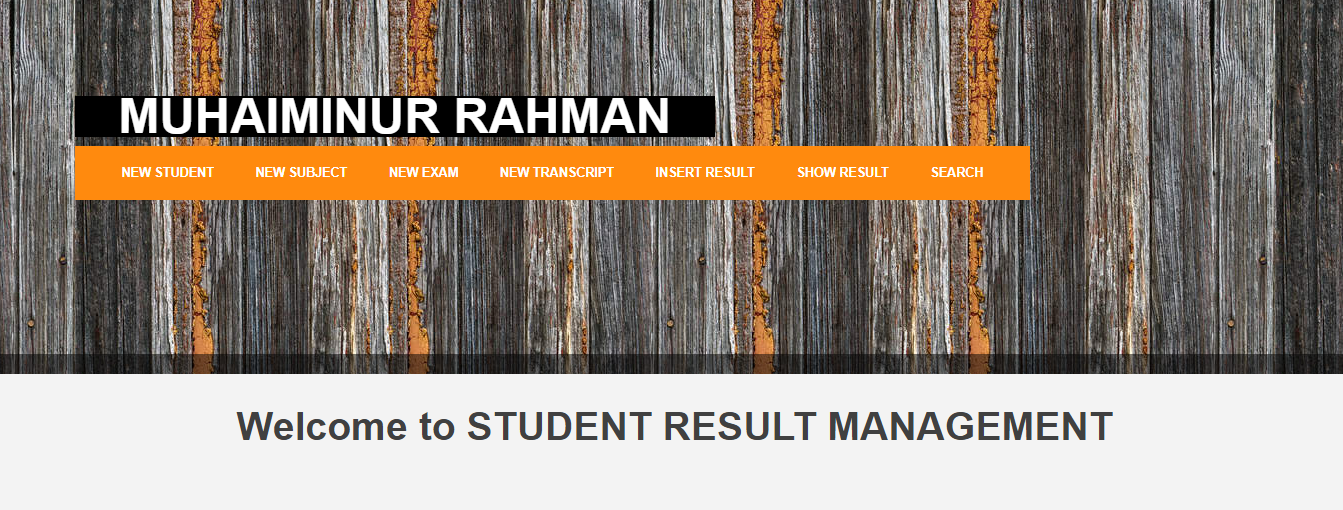 MUHAIMINUR RAHMAN
NEW STUDENT NEW SUBJECT NEW EXAM NEW TRANSCRIPT INSERT RESULT SHOW RESULT SEARCH
Welcome to STUDENT RESULT MANAGEMENT